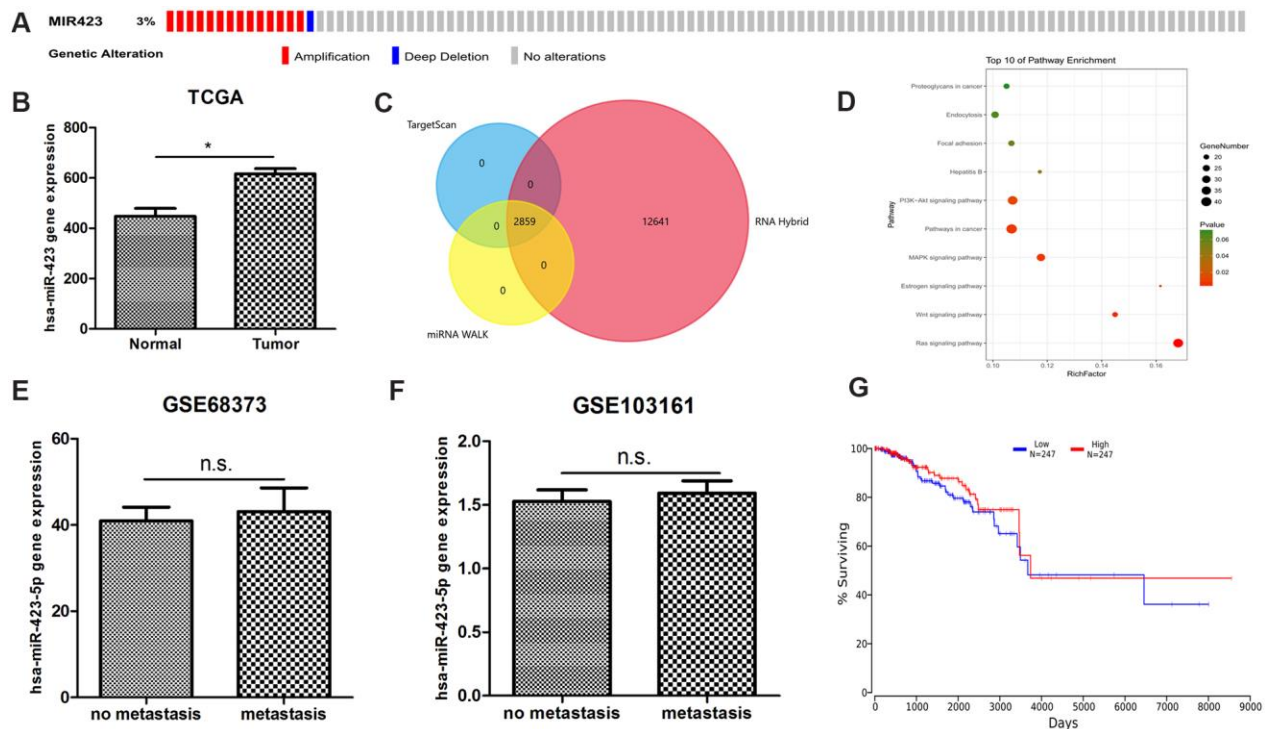 A
MIR423 3%
Genetic Alteration Amplification Deep Deletion No alterations
B
TCGA
hsa-miR-423 gene expression
800
600
400
200
0
*
Normal Tumor
C
TargetScan
0
0
0
2859
12641
0
0
RNA Hybrid
miRNA WALK
D
Top 10 of Pathway Enrichment
Pathway
Proteoglycans in cancer
Endocytosis
Focal adhesion
Hepatitis B
PI3K-Akt signaling pathway
Pathways in cancer
MAPK signaling pathway
Estrogen signaling pathway
Wnt signaling pathway
Ras signaling pathway
0.10 0.12 0.14 0.16
RichFactor
GeneNumber
20
25
30
35
40
Pvalue
0.06
0.04
0.02
E
GSE68373
hsa-miR-423-5p gene expression
60
40
20
0
n.s.
no metastasis metastasis
F
GSE103161
hsa-miR-423-5p gene expression
2.0
1.5
1.0
0.5
0.0
n.s.
no metastasis metastasis
G
Low High
N=247 N=247
% Surviving
100
80
60
40
20
0
0 1000 2000 3000 4000 5000 6000 7000 8000 9000
Days